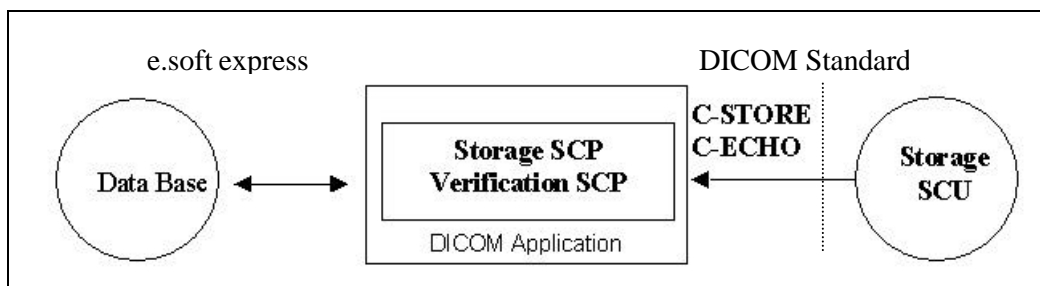 e.soft express
DICOM Standard
Data Base
Storage SCP
Verification SCP
DICOM Application
C-STORE
C-ECHO
Storage
SCU